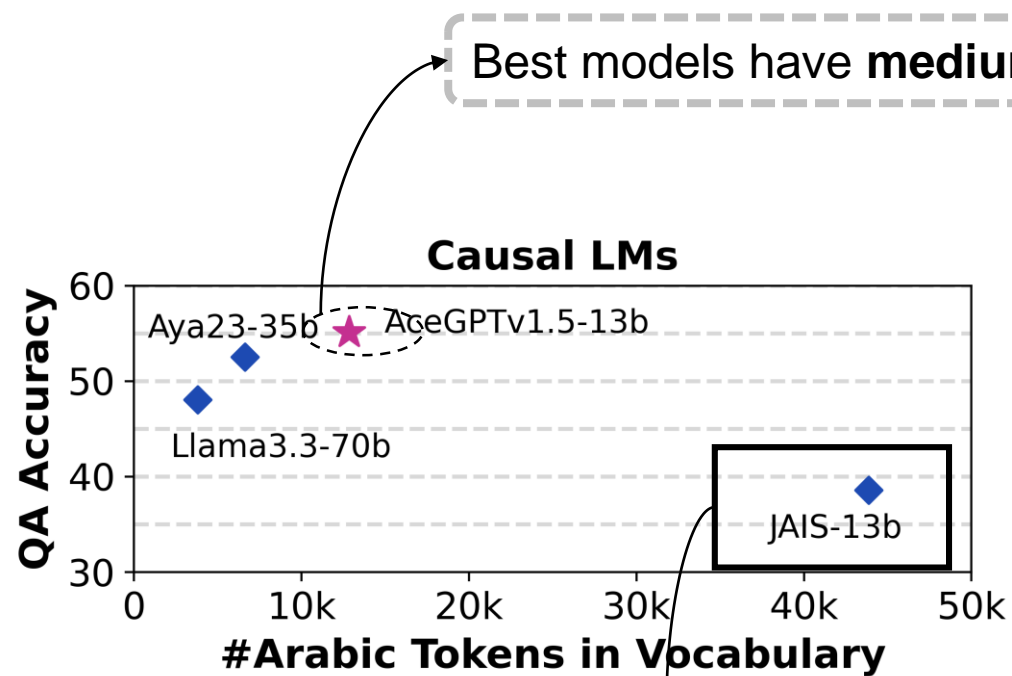 Best models have
Causal LMs
QA Accuracy
60
50
40
30
Aya23-35b
AceGPTv1.5-13b
Llama3.3-70b
JAIS-13b
0 10k 20k 30k 40k 50k
#Arabic Tokens in Vocabulary